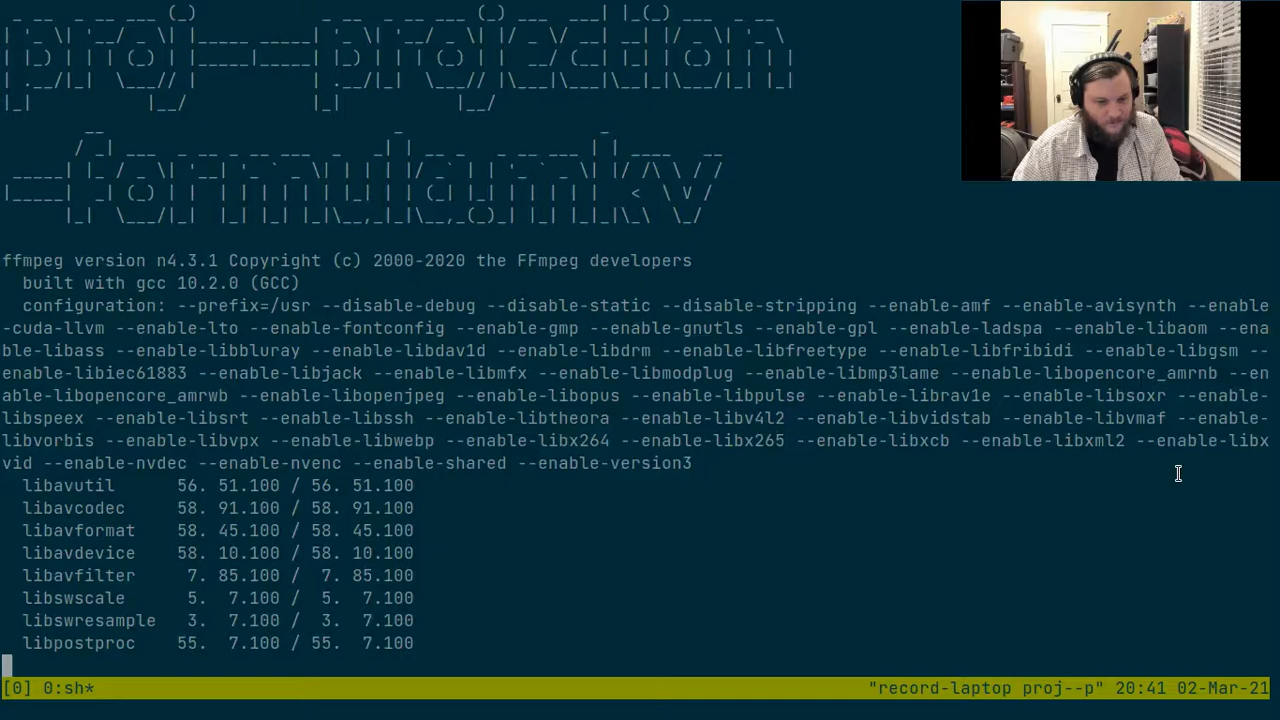 proj--projection
-formula.mkv
ffmpeg version n4.3.1 Copyright (c) 2000-2020 the FFmpeg developers
built with gcc 10.2.0 (GCC)
configuration: --prefix=/usr --disable-debug --disable-static --disable-stripping --enable-amf --enable-avisynth --enable
-cuda-llvm --enable-lto --enable-fontconfig --enable-gmp --enable-gnutls --enable-gpl --enable-ladspa --enable-libaom --ena
ble-libass --enable-libbluray --enable-libdav1d --enable-libdrm --enable-libfreetype --enable-libfribidi --enable-libgsm --
enable-libiec61883 --enable-libjack --enable-libmfx --enable-libmodplug --enable-libmp3lame --enable-libopencore_amrnb --en
able-libopencore_amrwb --enable-libopenjpeg --enable-libopus --enable-libpulse --enable-librav1e --enable-libsoxr --enable-
libspeex --enable-libsrt --enable-libssh --enable-libtheora --enable-libv4l2 --enable-libvidstab --enable-libvmaf --enable-
libvorbis --enable-libvpx --enable-libwebp --enable-libx264 --enable-libx265 --enable-libxcb --enable-libxml2 --enable-libx
vid --enable-nvdec --enable-nvenc --enable-shared --enable-version3
libavutil 56. 51.100 / 56. 51.100
libavcodec 58. 91.100 / 58. 91.100
libavformat 58. 45.100 / 58. 45.100
libavdevice 58. 10.100 / 58. 10.100
libavfilter 7. 85.100 / 7. 85.100
libswscale 5. 7.100 / 5. 7.100
libswresample 3. 7.100 / 3. 7.100
libpostproc 55. 7.100 / 55. 7.100
[0] 0:sh* "record-laptop proj--p" 20:41 02-Mar-21